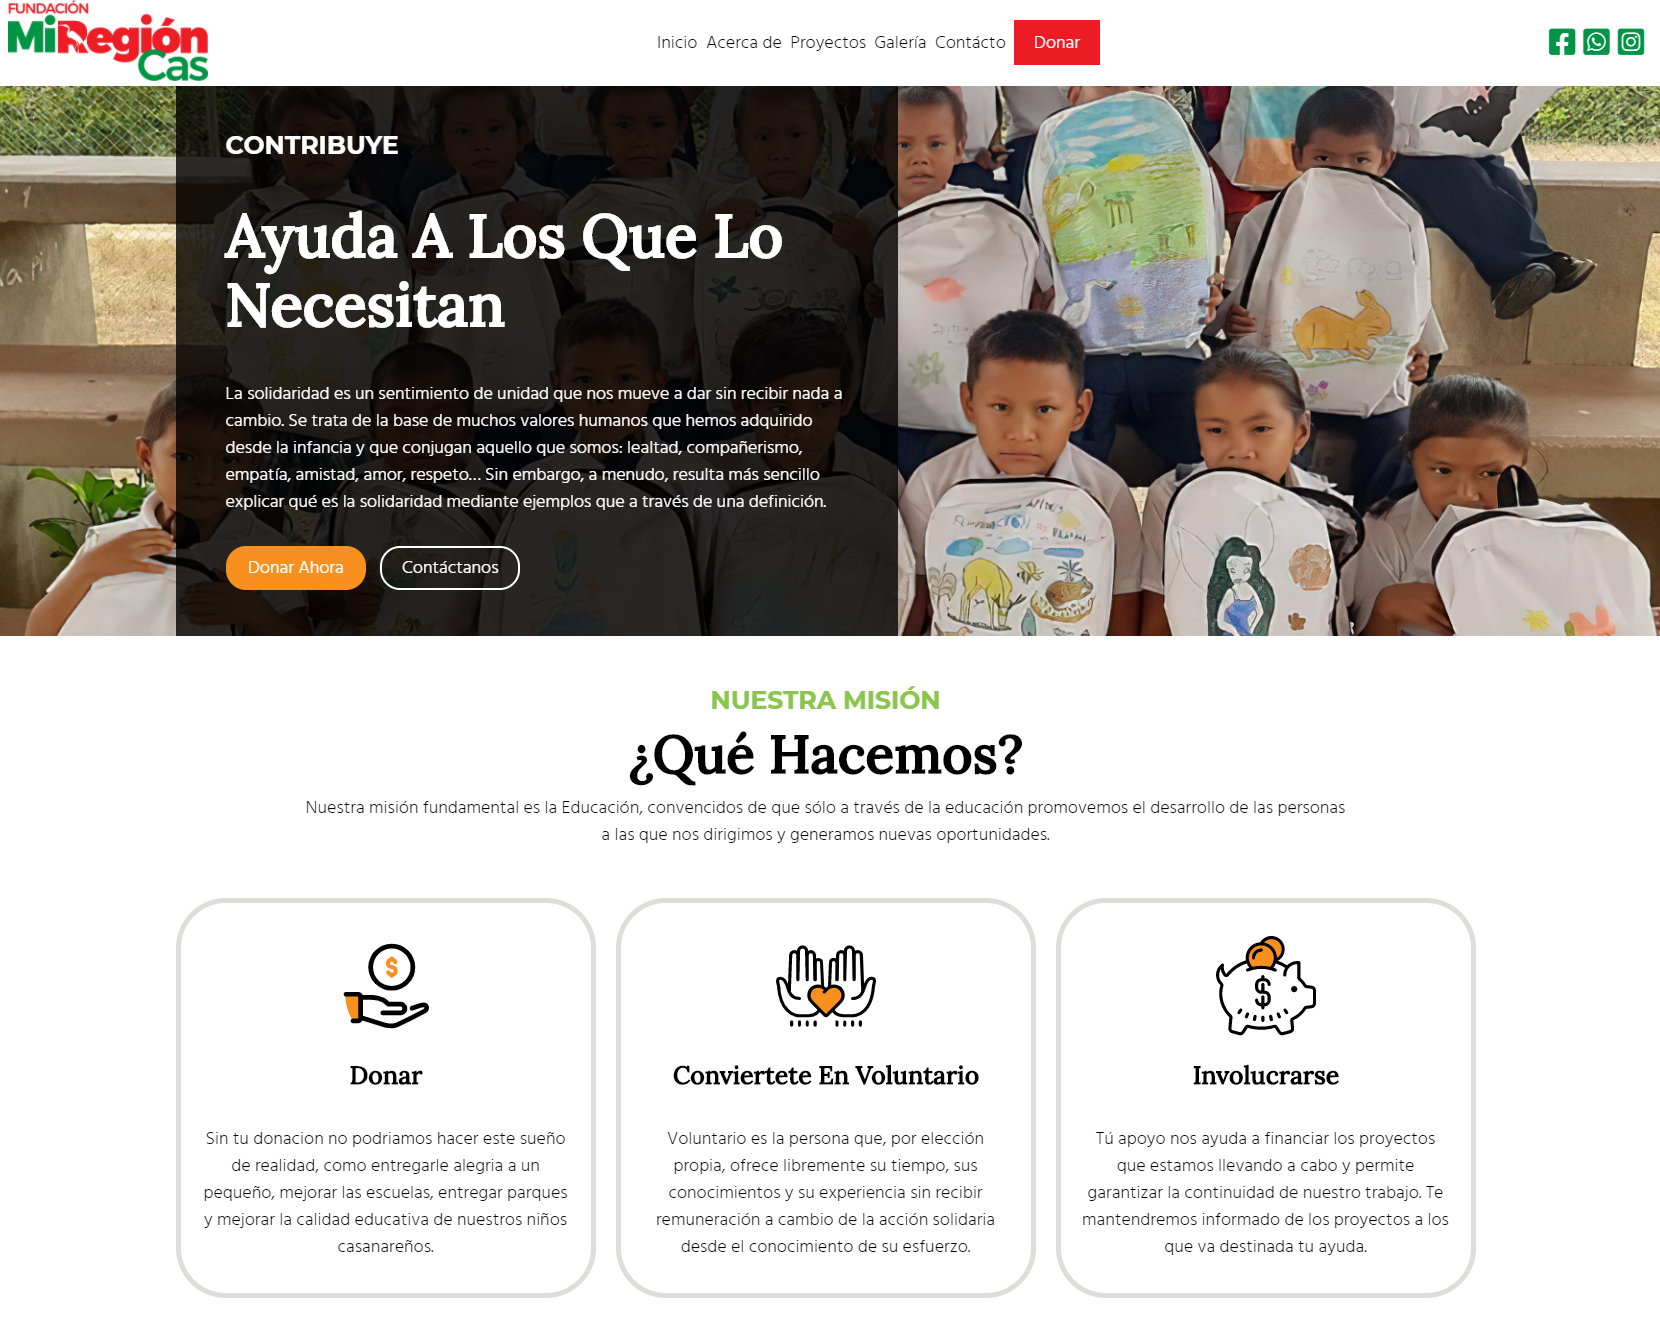 FUNDACIÓN
MiRegión
Cas
Inicio Acerca de Proyectos Galería Contácto Donar
CONTRIBUYE
Ayuda A Los Que Lo
Necesitan
La solidaridad es un sentimiento de unidad que nos mueve a dar sin recibir nada a
cambio. Se trata de la base de muchos valores humanos que hemos adquirido
desde la infancia y que conjugan aquello que somos: lealtad, compañerismo,
empatía, amistad, amor, respeto... Sin embargo, a menudo, resulta más sencillo
explicar qué es la solidaridad mediante ejemplos que a través de una definición.
Donar Ahora Contáctanos
NUESTRA MISIÓN
¿Qué Hacemos?
Nuestra misión fundamental es la Educación, convencidos de que sólo a través de la educación promovemos el desarrollo de las personas
a las que nos dirigimos y generamos nuevas oportunidades.
Donar
Sin tu donacion no podriamos hacer este sueño
de realidad, como entregarle alegria a un
pequeño, mejorar las escuelas, entregar parques
y mejorar la calidad educativa de nuestros niños
casanareños.
Conviertete En Voluntario
Voluntario es la persona que, por elección
propia, ofrece libremente su tiempo, sus
conocimientos y su experiencia sin recibir
remuneración a cambio de la acción solidaria
desde el conocimiento de su esfuerzo.
Involucrarse
Tú apoyo nos ayuda a financiar los proyectos
que estamos llevando a cabo y permite
garantizar la continuidad de nuestro trabajo. Te
mantendremos informado de los proyectos a los
que va destinada tu ayuda.